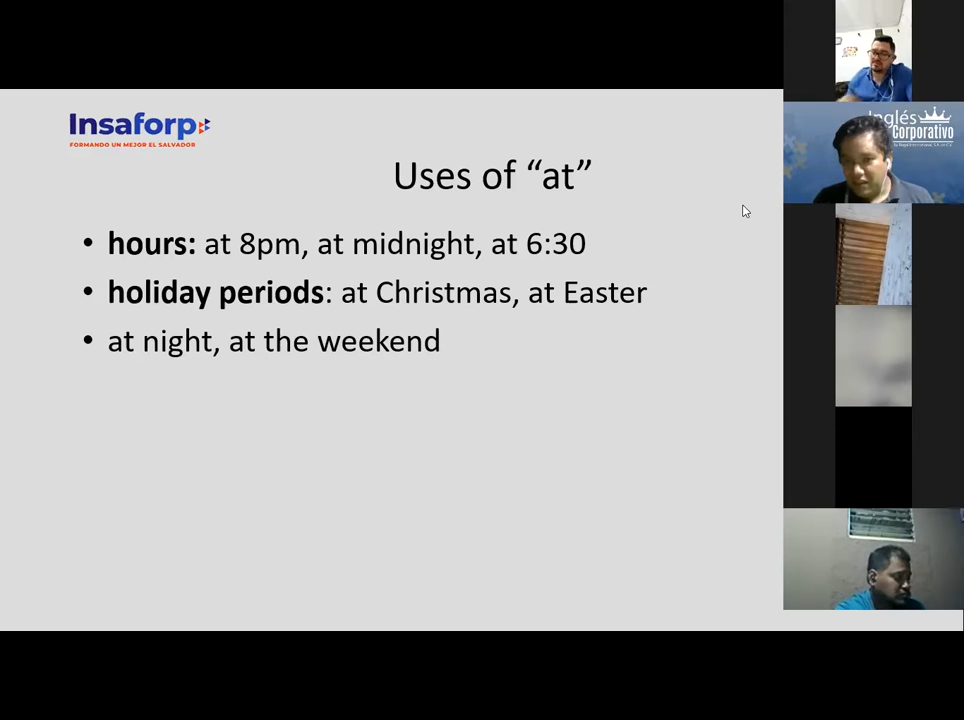 Insaforp
FORMANDO UN MEJOR EL SALVADOR
Uses of “at”
• hours: at 8pm, at midnight, at 6:30
• holiday periods: at Christmas, at Easter
• at night, at the weekend
Inglés
Corporativo